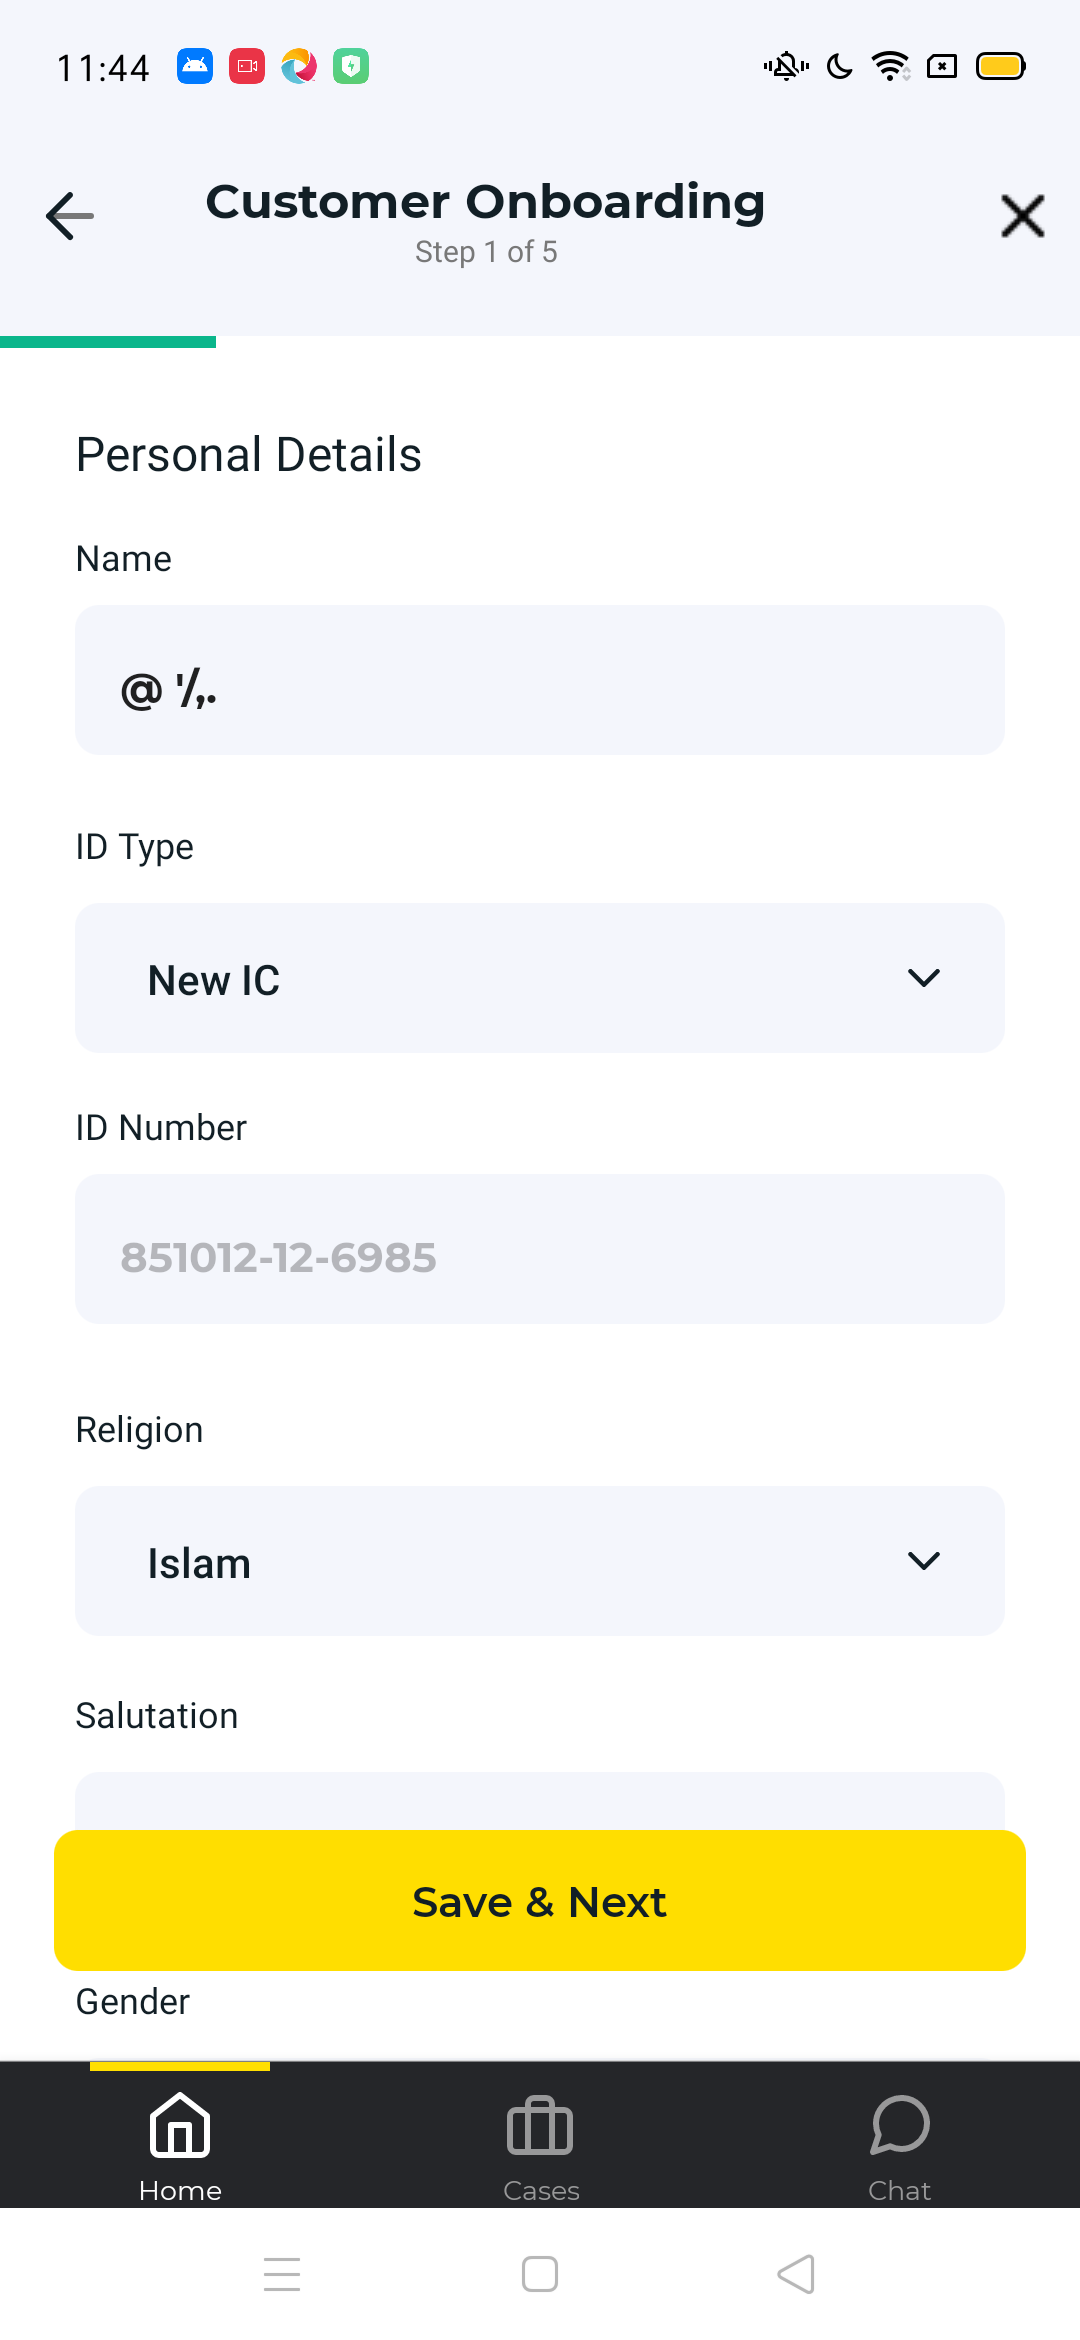 11:44
Customer Onboarding
Step 1 of 5
Personal Details
Name
@ '/,.
ID Type
New IC
ID Number
851012-12-6985
Religion
Islam
Salutation
Save & Next
Gender
Home
Cases
Chat